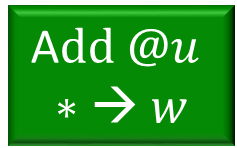 Add @𝑢
* → 𝑤